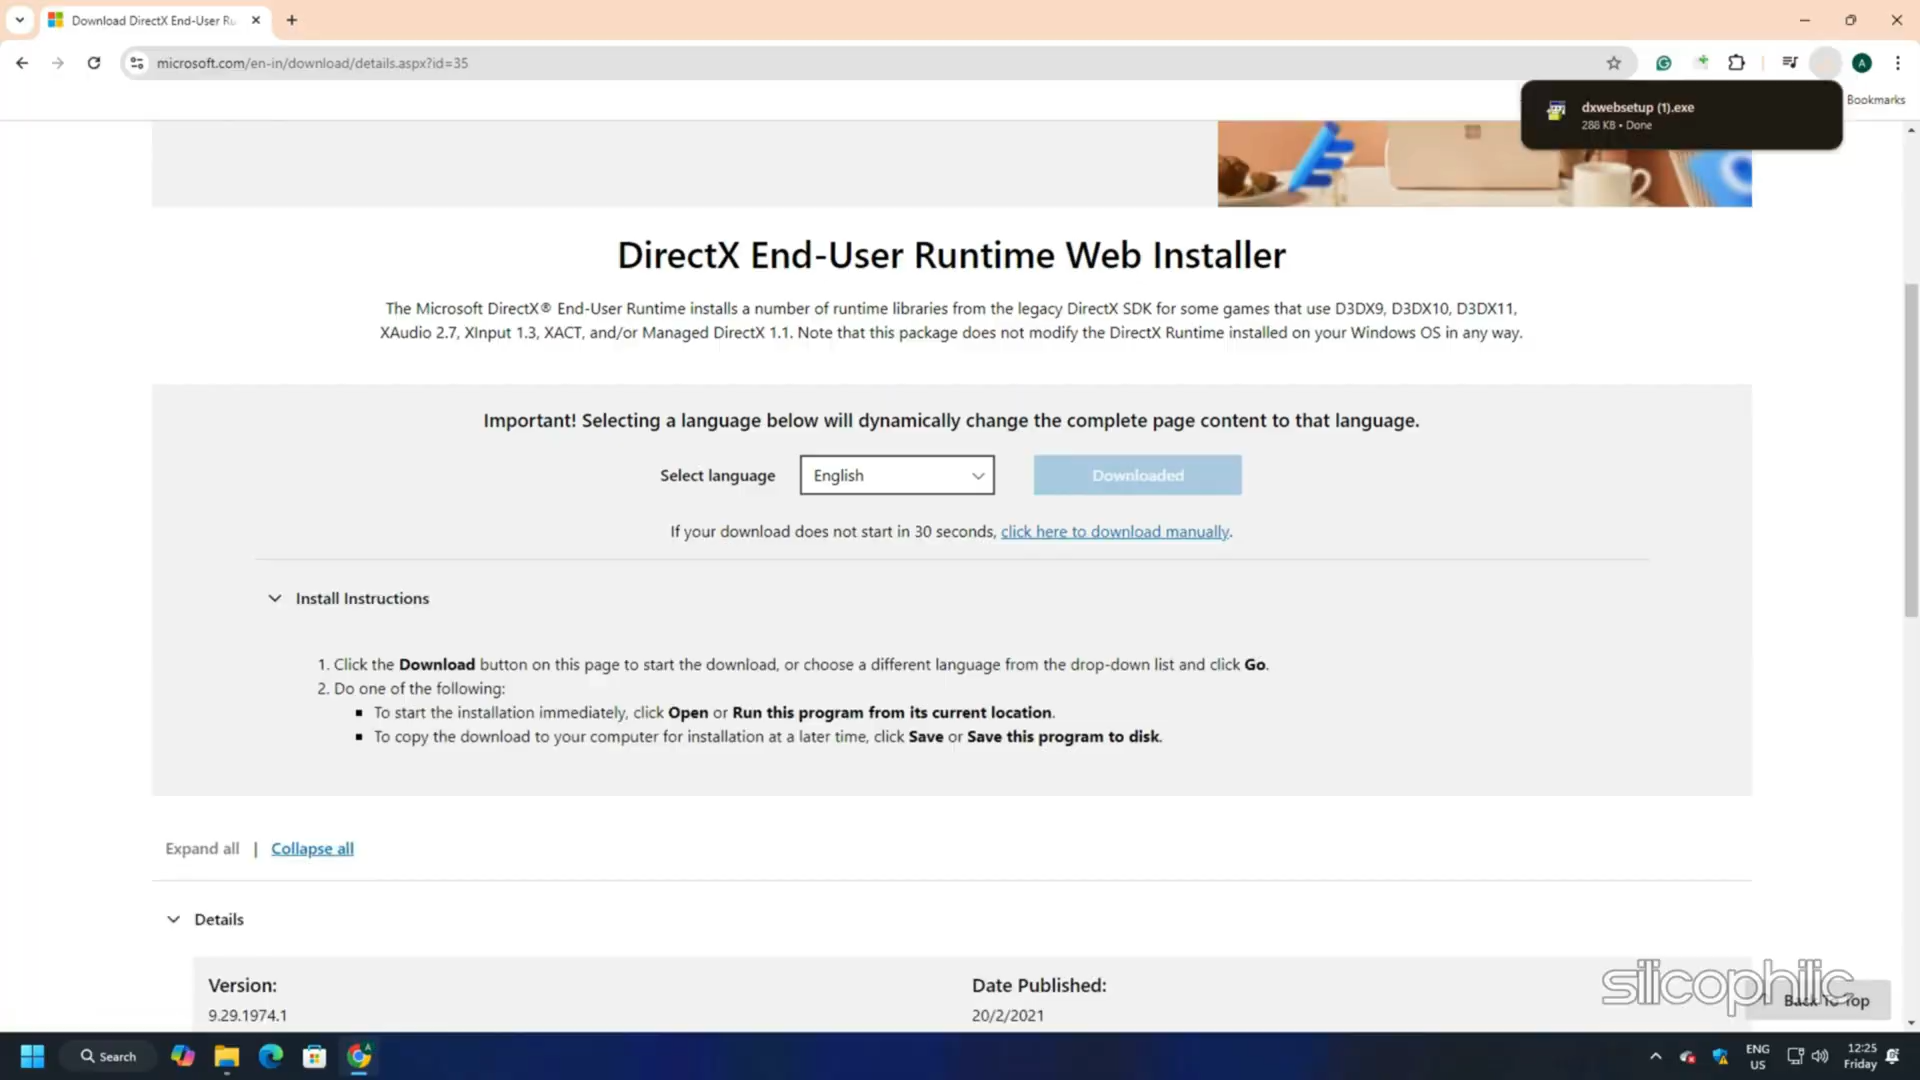 Download DirectX End-User Ru
microsoft.com/en-in/download/details.aspx?id=35
A
Bookmarks
dxwebsetup (1).exe
288 KB • Done
DirectX End-User Runtime Web Installer
The Microsoft DirectX® End-User Runtime installs a number of runtime libraries from the legacy DirectX SDK for some games that use D3DX9, D3DX10, D3DX11,
XAudio 2.7, XInput 1.3, XACT, and/or Managed DirectX 1.1. Note that this package does not modify the DirectX Runtime installed on your Windows OS in any way.
Important! Selecting a language below will dynamically change the complete page content to that language.
Select language English Downloaded
If your download does not start in 30 seconds, click here to download manually.
Install Instructions
1. Click the Download button on this page to start the download, or choose a different language from the drop-down list and click Go.
2. Do one of the following:
▪ To start the installation immediately, click Open or Run this program from its current location.
▪ To copy the download to your computer for installation at a later time, click Save or Save this program to disk.
Expand all | Collapse all
Details
Version: Date Published:
9.29.1974.1 20/2/2021
silicophilic
Back To Top
Search
ENG
US
12:25
Friday